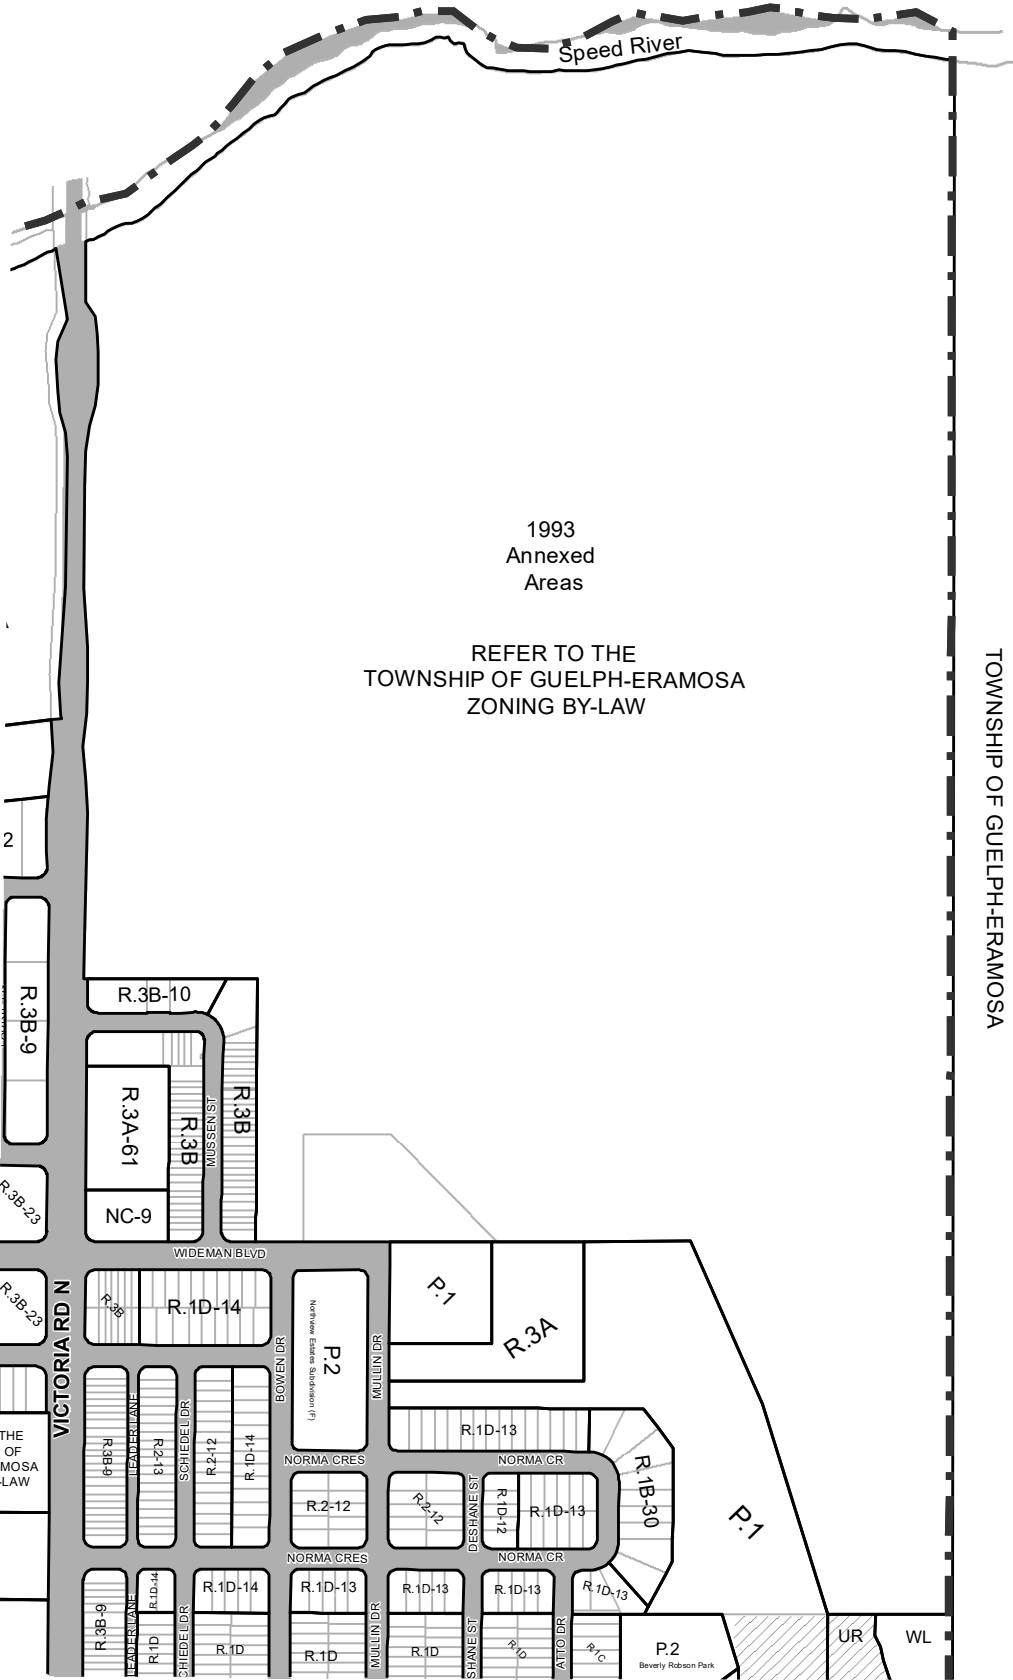 Speed River
1993
Annexed
Areas
REFER TO THE
TOWNSHIP OF GUELPH-ERAMOSA
ZONING BY-LAW
TOWNSHIP OF GUELPH-ERAMOSA
2
R.3B-9
R.3B-10
R.3A-61
R.3B
MUSSEN ST
R.3B
R.3B-23
NC-9
WIDEMAN BLVD
R.3B-23
VICTORIA RD N
R.3B
R.1D-14
BOWEN DR
Northview Estates Subdivision (F)
P.2
MULLIN DR
P.1
R.3A
THE
OF
MOSA
-LAW
R.3B-9
LEADER LANE
R.2-13
SCHIEDEL DR
R.2-12
R.1D-14
R.1D-13
NORMA CRES
NORMA CR
R.1B-30
P.1
R.2-12
R.2-12
DESHANE ST
R.1D-12
R.1D-13
NORMA CRES
NORMA CR
R.3B-9
LEADER LANE
R.1D-14
R.1D
CHIEDEL DR
R.1D-14
R.1D-13
R.1D-13
R.1D-13
R.1D-13
R.1D
R.1D
MULLIN DR
R.1D
SHANE ST
R.1D
ATTO DR
R.1C
P.2
Beverly Robson Park
UR
WL